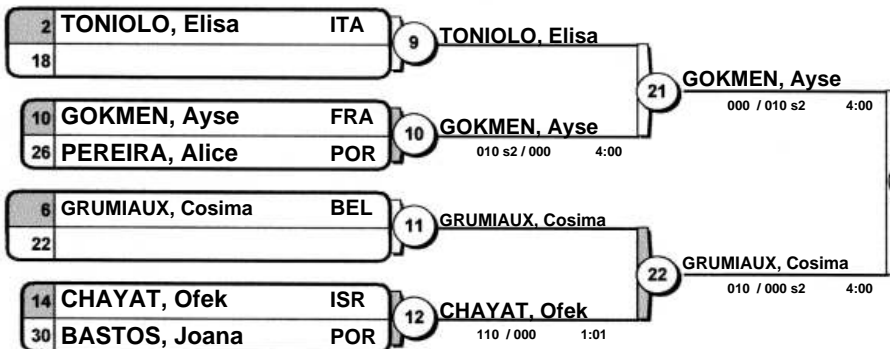 2 TONIOLO, Elisa ITA
18
9
TONIOLO, Elisa
10 GOKMEN, Ayse FRA
26 PEREIRA, Alice POR
10
GOKMEN, Ayse
010 s2 / 000 4:00
21
GOKMEN, Ayse
000 / 010 s2 4:00
6 GRUMIAUX, Cosima BEL
22
11
GRUMIAUX, Cosima
14 CHAYAT, Ofek ISR
30 BASTOS, Joana POR
12
CHAYAT, Ofek
110 / 000 1:01
22
GRUMIAUX, Cosima
010 / 000 s2 4:00